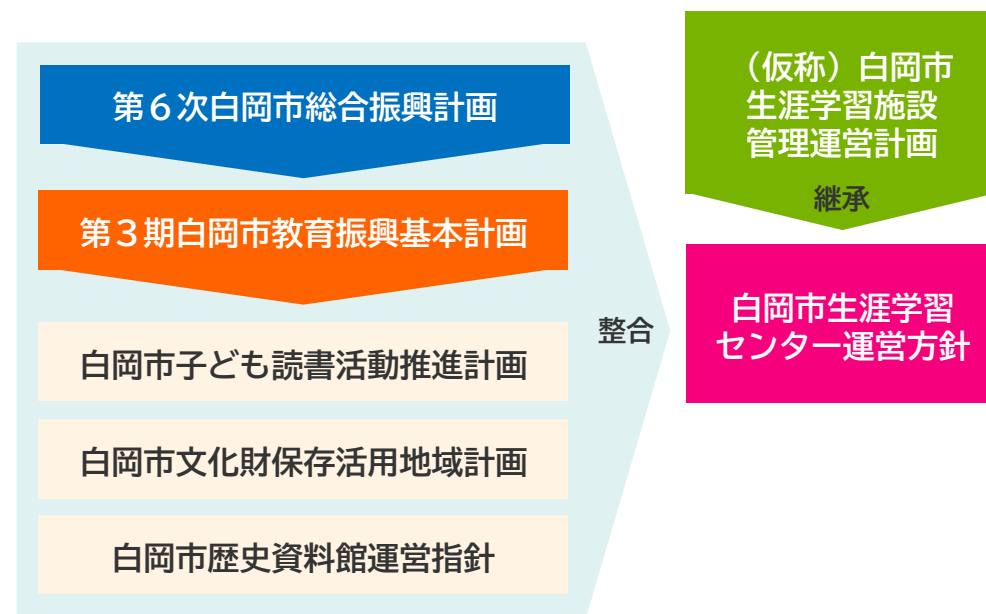 第６次白岡市総合振興計画
第３期白岡市教育振興基本計画
白岡市子ども読書活動推進計画
白岡市文化財保存活用地域計画
白岡市歴史資料館運営指針
整合
（仮称）白岡市
生涯学習施設
管理運営計画
継承
白岡市生涯学習
センター運営方針